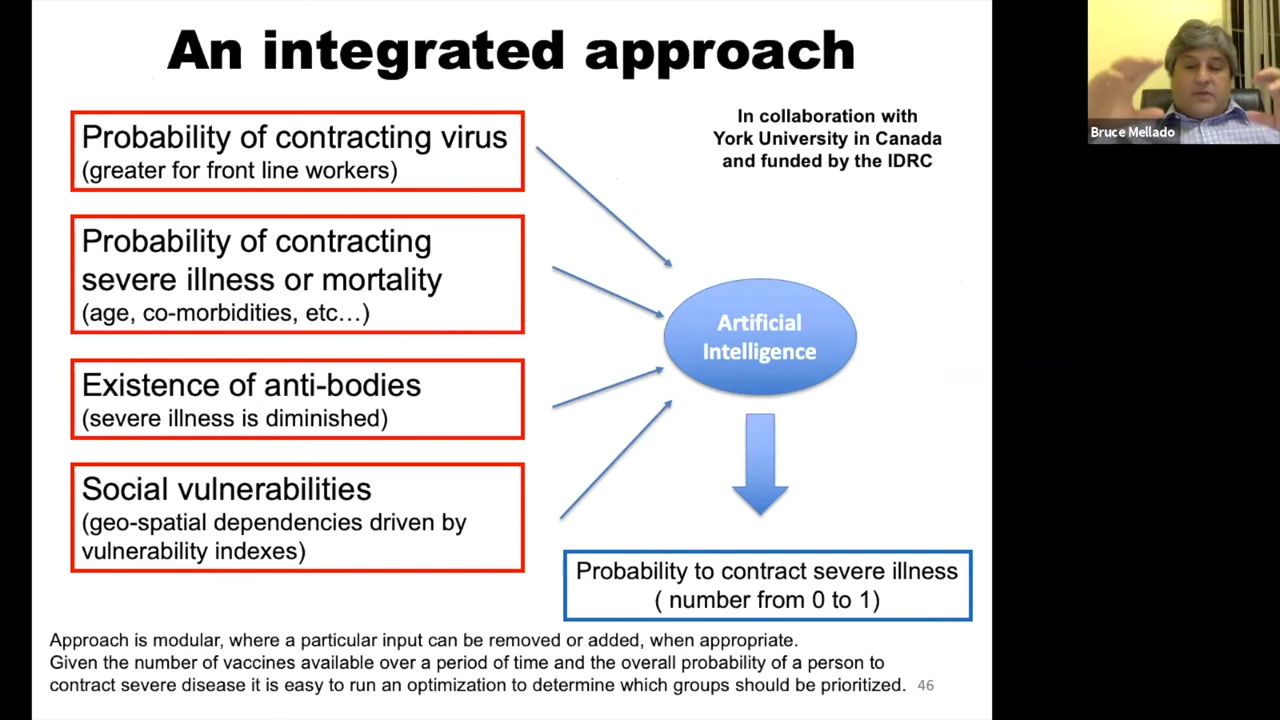 An integrated approach
Probability of contracting virus
(greater for front line workers)
In collaboration with
York University in Canada
and funded by the IDRC
Bruce Mellado
Probability of contracting
severe illness or mortality
(age, co-morbidities, etc…)
Existence of anti-bodies
(severe illness is diminished)
Social vulnerabilities
(geo-spatial dependencies driven by
vulnerability indexes)
Artificial
Intelligence
Probability to contract severe illness
( number from 0 to 1)
Approach is modular, where a particular input can be removed or added, when appropriate.
Given the number of vaccines available over a period of time and the overall probability of a person to
contract severe disease it is easy to run an optimization to determine which groups should be prioritized.
46